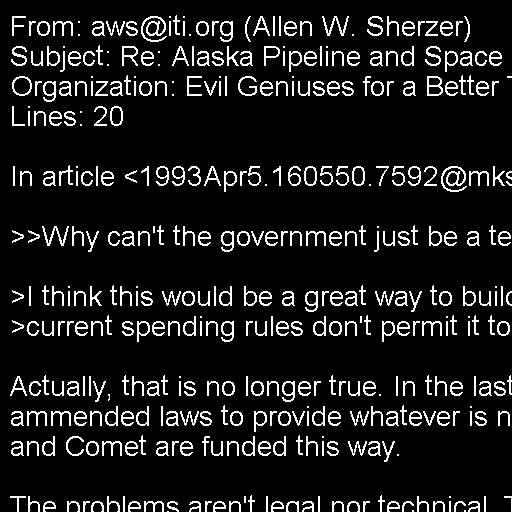 From: aws@iti.org (Allen W. Sherzer)
Subject: Re: Alaska Pipeline and Space
Organization: Evil Geniuses for a Better T
Lines: 20
In article <1993Apr5.160550.7592@mks
>>Why can't the government just be a te
>I think this would be a great way to build
>current spending rules don't permit it to
Actually, that is no longer true. In the last
ammended laws to provide whatever is n
and Comet are funded this way.
The problems aren't legal nor technical. T